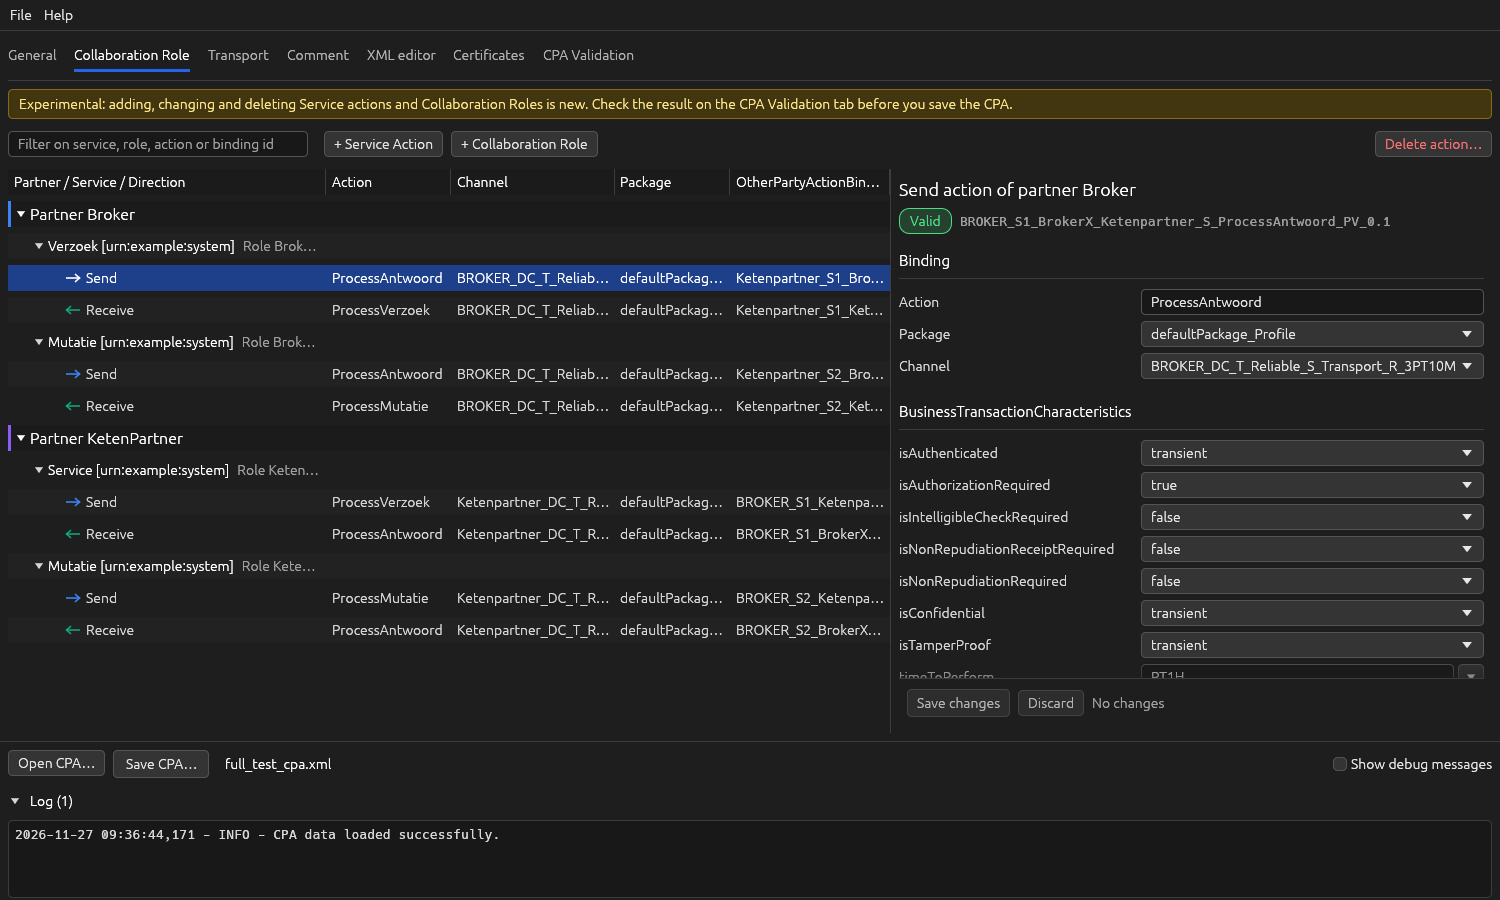 File Help
General Collaboration Role Transport Comment XML editor Certificates CPA Validation
Experimental: adding, changing and deleting Service actions and Collaboration Roles is new. Check the result on the CPA Validation tab before you save the CPA.
Filter on service, role, action or binding id + Service Action + Collaboration Role Delete action...
Partner / Service / Direction Action Channel Package OtherPartyActionBin...
Partner Broker
Verzoek [urn:example:system] Role Brok...
Send ProcessAntwoord BROKER_DC_T_Reliab... defaultPackag... Ketenpartner_S1_Bro...
Receive ProcessVerzoek BROKER_DC_T_Reliab... defaultPackag... Ketenpartner_S1_Ket...
Mutatie [urn:example:system] Role Brok...
Send ProcessAntwoord BROKER_DC_T_Reliab... defaultPackag... Ketenpartner_S2_Bro...
Receive ProcessMutatie BROKER_DC_T_Reliab... defaultPackag... Ketenpartner_S2_Ket...
Partner KetenPartner
Service [urn:example:system] Role Keten...
Send ProcessVerzoek Ketenpartner_DC_T_R... defaultPackag... BROKER_S1_Ketenpa...
Receive ProcessAntwoord Ketenpartner_DC_T_R... defaultPackag... BROKER_S1_BrokerX...
Mutatie [urn:example:system] Role Kete...
Send ProcessMutatie Ketenpartner_DC_T_R... defaultPackag... BROKER_S2_Ketenpa...
Receive ProcessAntwoord Ketenpartner_DC_T_R... defaultPackag... BROKER_S2_BrokerX...
Send action of partner Broker
Valid BROKER_S1_BrokerX_Ketenpartner_S_ProcessAntwoord_PV_0.1
Binding
Action ProcessAntwoord
Package defaultPackage_Profile
Channel BROKER_DC_T_Reliable_S_Transport_R_3PT10M
BusinessTransactionCharacteristics
isAuthenticated transient
isAuthorizationRequired true
isIntelligibleCheckRequired false
isNonRepudiationReceiptRequired false
isNonRepudiationRequired false
isConfidential transient
isTamperProof transient
timeToPerform PT1H
Save changes Discard No changes
Open CPA... Save CPA... full_test_cpa.xml Show debug messages
Log (1)
2026-11-27 09:36:44,171 - INFO - CPA data loaded successfully.